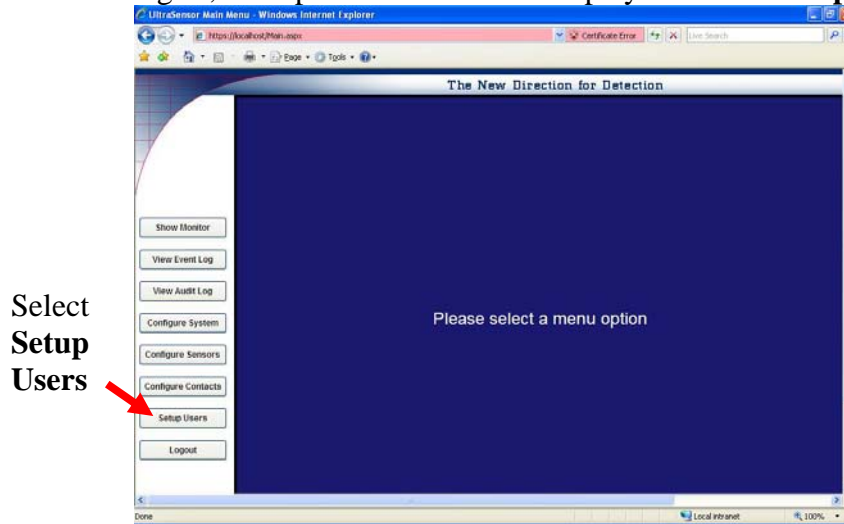 UltraSensor Main Menu - Windows Internet Explorer
https://localhost/Main.aspx Certificate Error Live Search
Page Tools
The New Direction for Detection
Show Monitor
View Event Log
View Audit Log
Configure System
Configure Sensors
Configure Contacts
Setup Users
Logout
Please select a menu option
Select
Setup
Users
Done Local intranet 100%